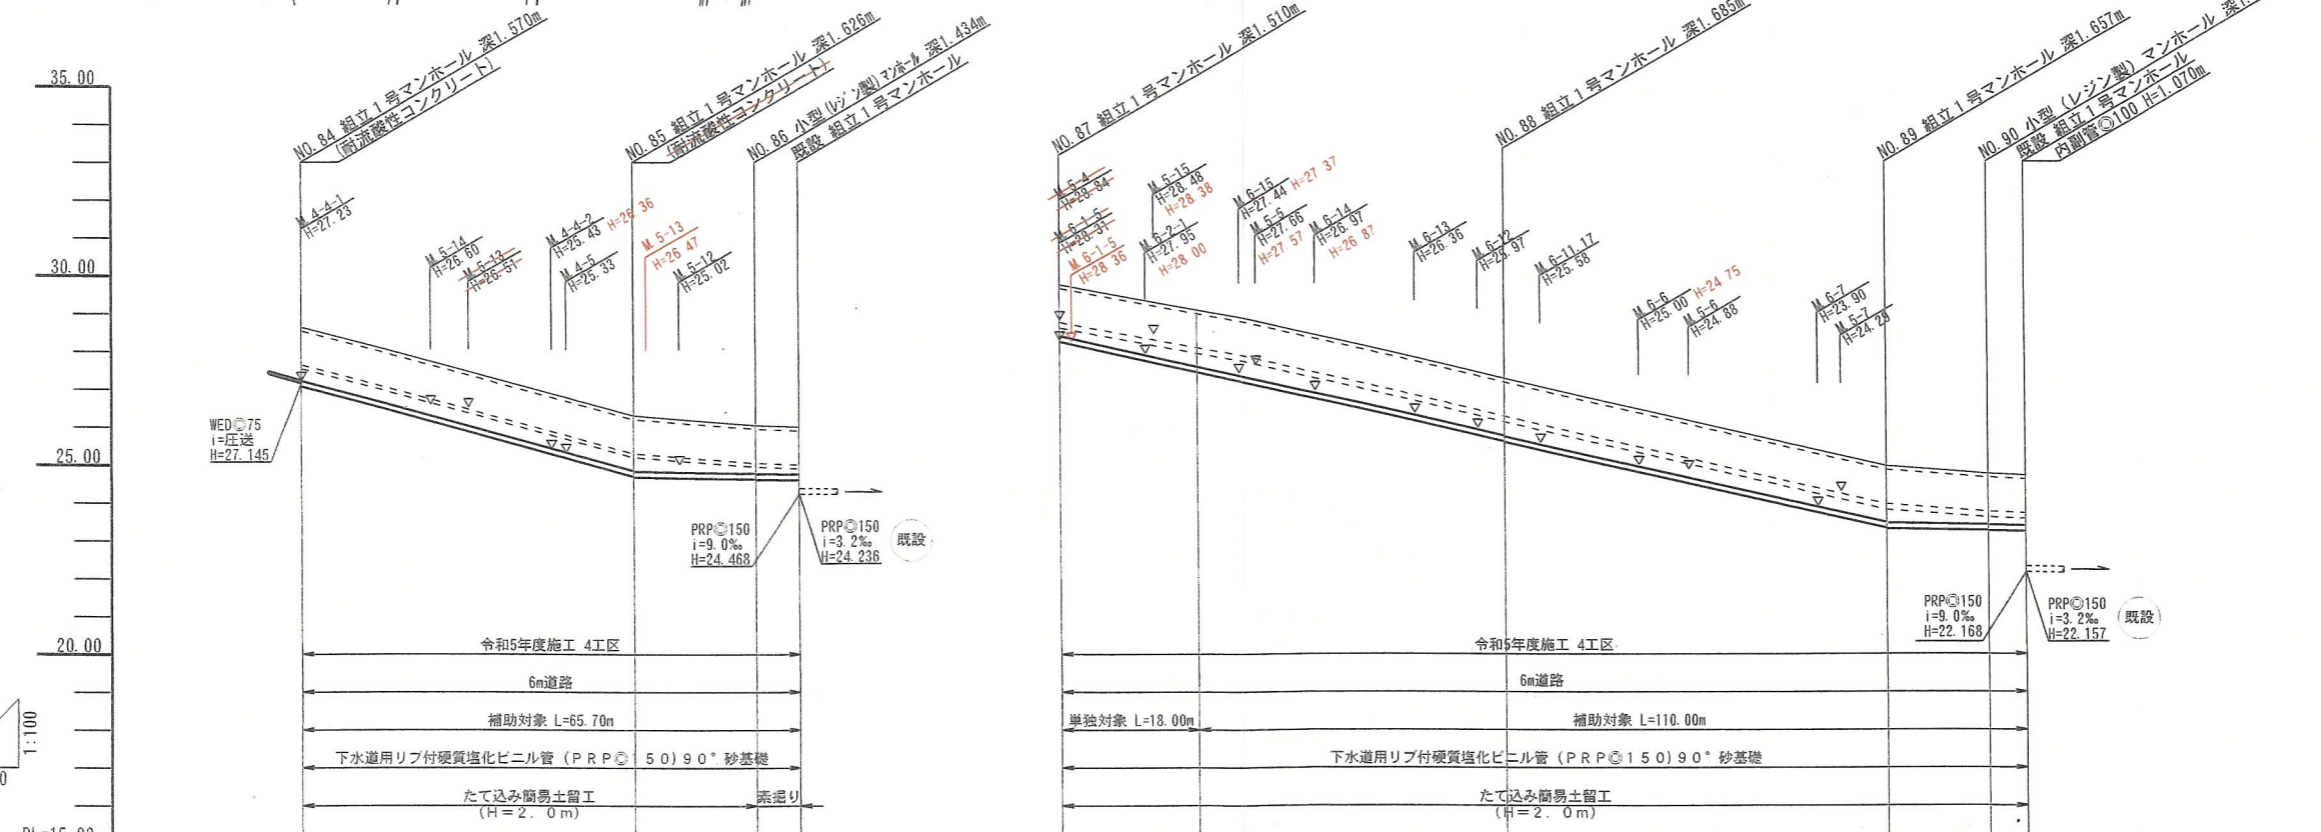 35.00
30.00
25.00
20.00
1:100
NO.84 組立1号マンホール 深1.570m
(耐流酸性コンクリート)
NO.85 組立1号マンホール 深1.626m
(耐流酸性コンクリート)
NO.86 小型(レジン製)マンホール 深1.434m
既設 組立1号マンホール
M.4-4-1
H=27.23
M.5-14
H=26.60
M.5-13
H=26.51
M.4-4-2
H=25.43
H=26 36
M.4-5
H=25.33
M.5-13
H=26 47
M.5-12
H=25.02
WED◎75
i=圧送
H=27.145
PRP◎150
i=9.0‰
H=24.468
PRP◎150
i=3.2‰
H=24.236
既設
令和5年度施工 4工区
6m道路
補助対象 L=65.70m
下水道用リブ付硬質塩化ビニル管(PRP◎150)90°砂基礎
たて込み簡易土留工
(H=2.0m)
素掘り
NO.87 組立1号マンホール 深1.510m
NO.88 組立1号マンホール 深1.685m
NO.89 組立1号マンホール 深1.657m
NO.90 小型(レジン製)マンホール
既設 組立1号マンホール
内副管◎100 H=1.070m
M.5-4
H=28.84
M.6-1-5
M.6-1-5
H=28 36
M.5-15
H=28.48
H=28 38
M.6-2-1
H=27.95
H=28 00
M.6-15
H=27.44
H=27 37
M.5-5
H=27.66
H=27 57
M.6-14
H=26.97
H=26 87
M.6-13
H=26.36
M.6-12
H=25.97
M.6-11.17
H=25.58
M.6-6
H=25.00
H=24 75
M.5-6
H=24.88
M.6-7
H=23.90
M.5-7
H=24.29
PRP◎150
i=9.0‰
H=22.168
PRP◎150
i=3.2‰
H=22.157
既設
令和5年度施工 4工区
6m道路
単独対象 L=18.00m
補助対象 L=110.00m
下水道用リブ付硬質塩化ビニル管(PRP◎150)90°砂基礎
たて込み簡易土留工
(H=2.0m)